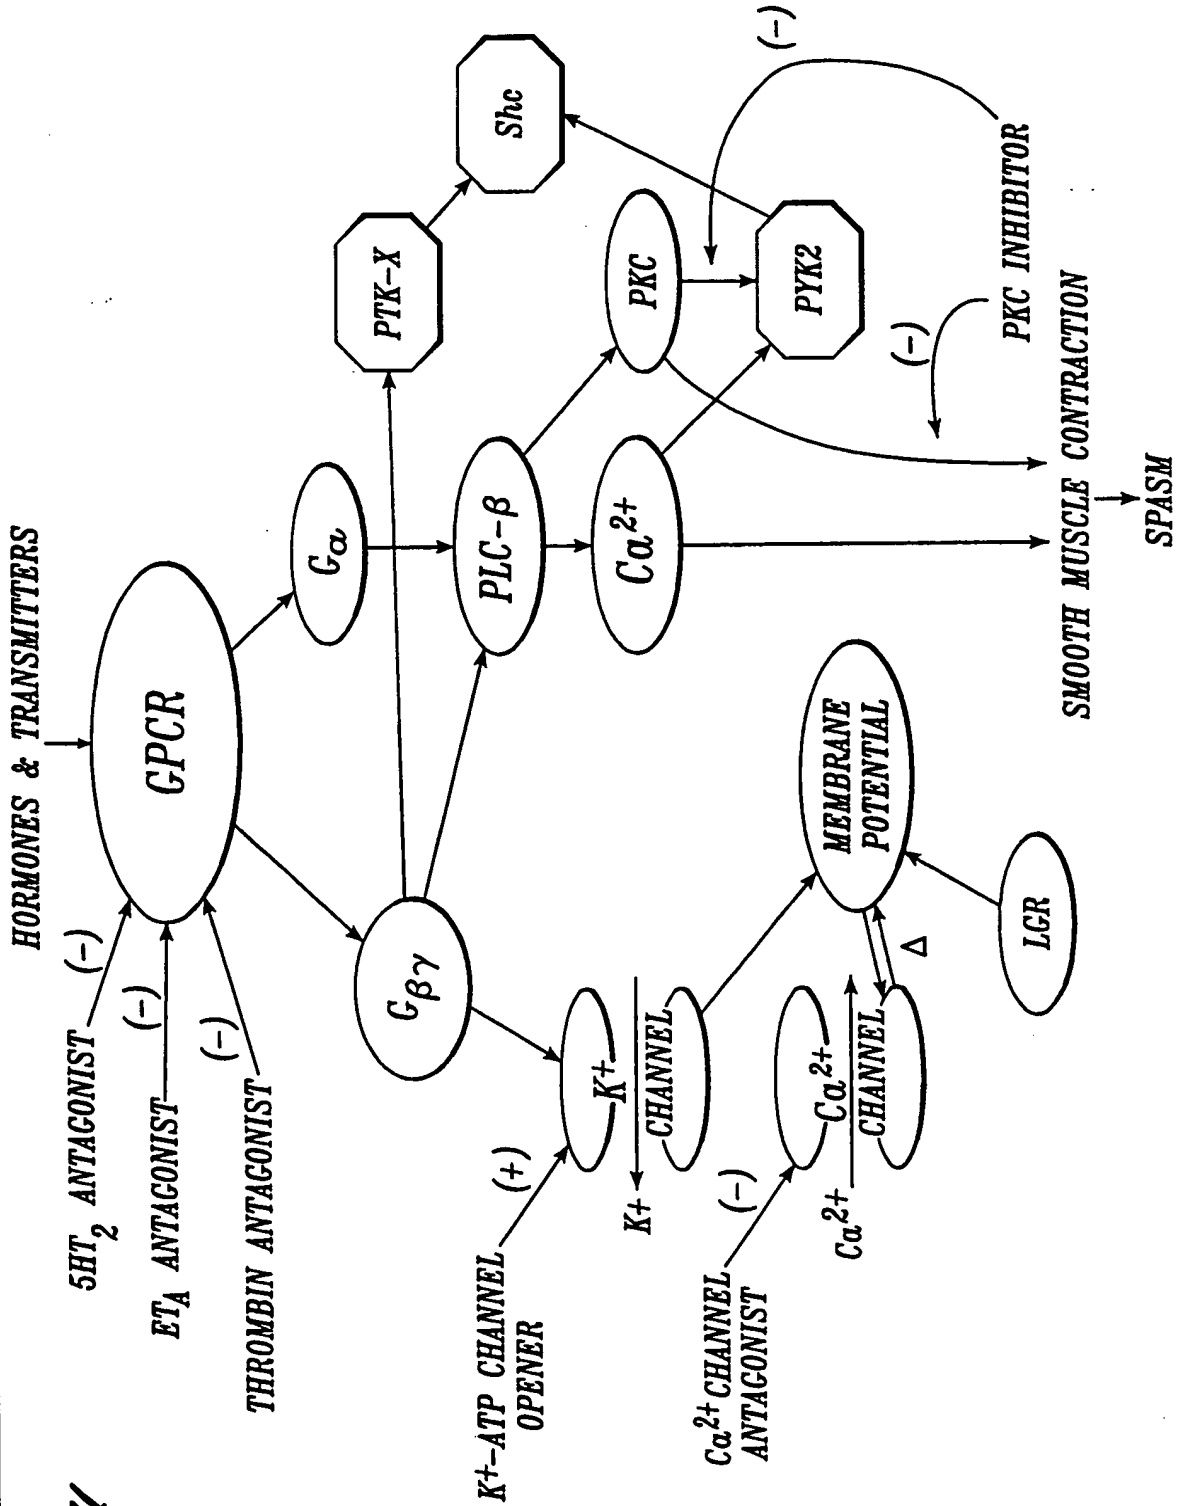 HORMONES & TRANSMITTERS
5HT2 ANTAGONIST
(-)
ETA ANTAGONIST
(-)
THROMBIN ANTAGONIST
(-)
GPCR
Gα
Gβγ
PTK-X
Shc
PLC-β
PKC
(-)
K+-ATP CHANNEL
OPENER
(+)
K+
K+
CHANNEL
Ca2+
PYK2
Ca2+ CHANNEL
ANTAGONIST
(-)
Ca2+
Ca2+
CHANNEL
Δ
MEMBRANE
POTENTIAL
LGR
(-)
PKC INHIBITOR
SMOOTH MUSCLE CONTRACTION
SPASM